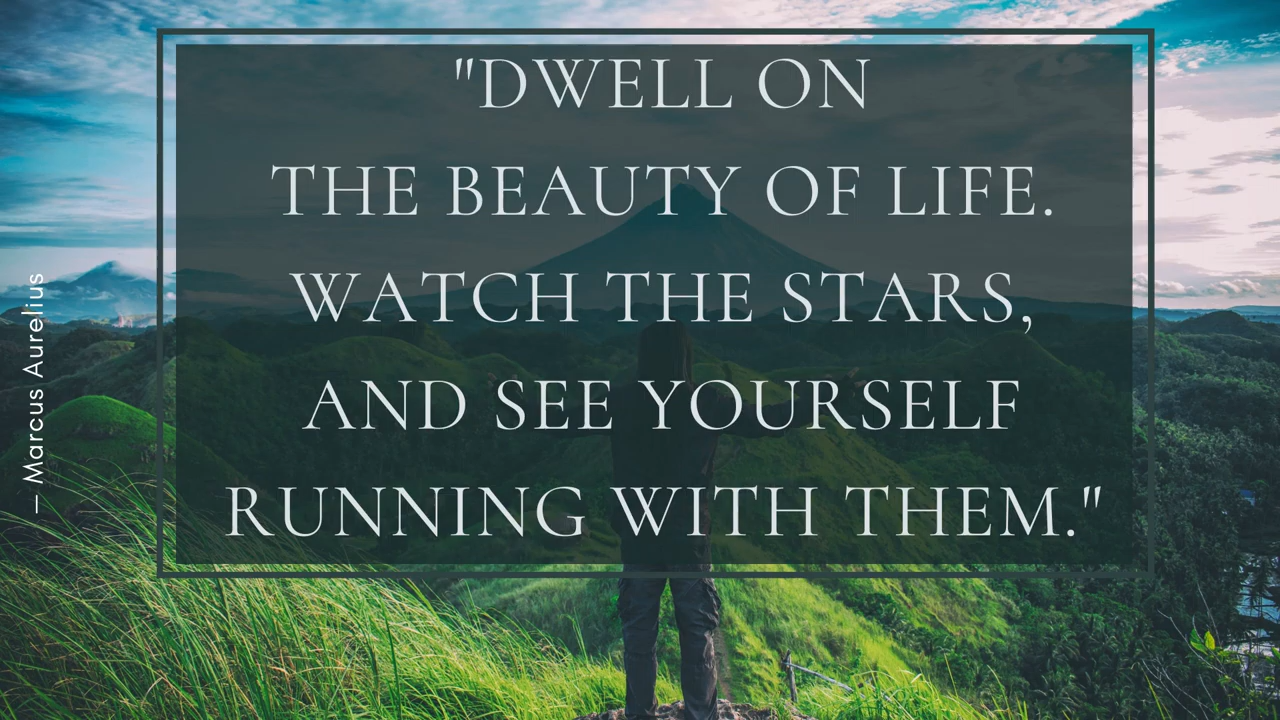 "DWELL ON
THE BEAUTY OF LIFE.
WATCH THE STARS,
AND SEE YOURSELF
RUNNING WITH THEM."
— Marcus Aurelius